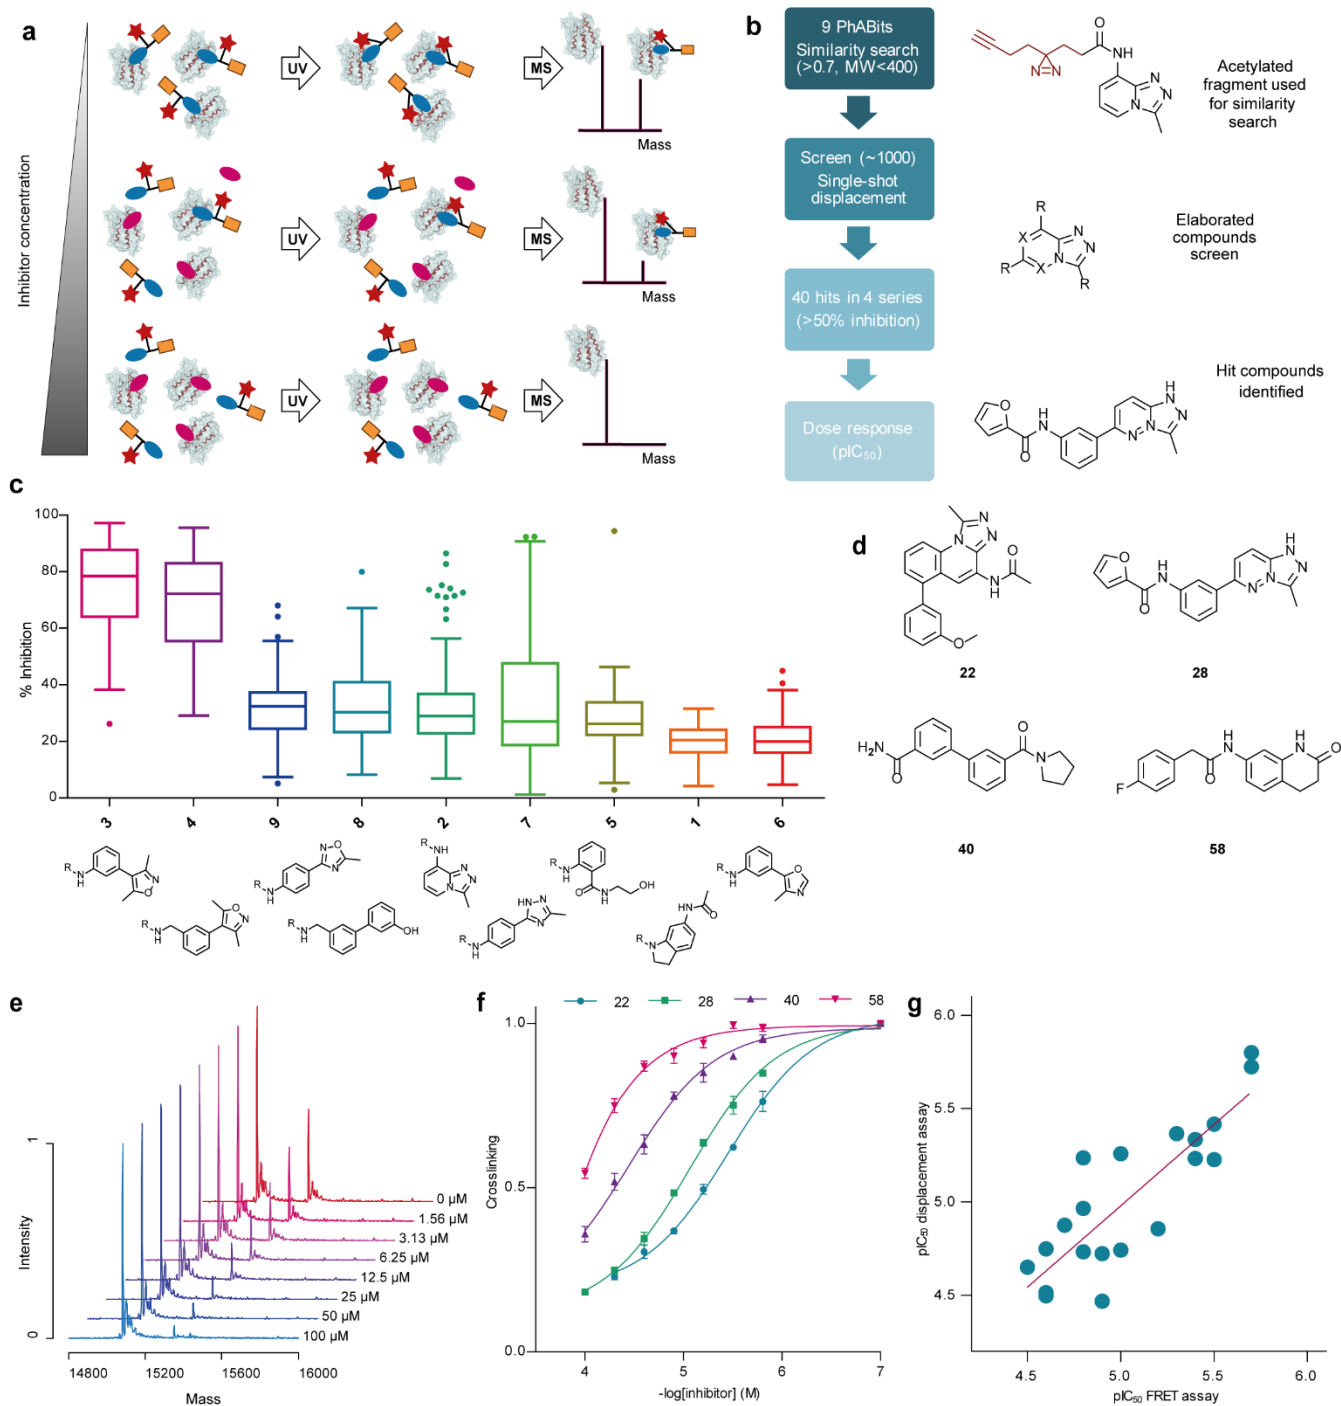 a
Inhibitor concentration
UV
MS
Mass
UV
MS
Mass
UV
MS
Mass
b
9 PhABits
Similarity search
(>0.7, MW<400)
Screen (~1000)
Single-shot
displacement
40 hits in 4 series
(>50% inhibition)
Dose response
(pIC50)
O
NH
N
N
N
N
N
Acetylated
fragment used
for similarity
search
R
X
N
N
R
X
N
R
Elaborated
compounds
screen
Hit compounds
identified
O
H
N
O
H
N
N
N
N
c
% Inhibition
100
80
60
40
20
0
3
4
9
8
2
7
5
1
6
R
N
H
O
N
R
N
H
O
N
N
O
N
R
N
H
R
N
H
OH
R
NH
N
N
N
HN
N
N
R
N
H
R
N
H
O
N
H
OH
NH
O
R
N
R
N
H
O
N
d
N
N
N
O
N
H
O
22
O
H
N
O
H
N
N
N
N
28
H2N
O
O
N
40
F
O
H
N
H
N
O
58
e
Intensity
1
0
0 µM
1.56 µM
3.13 µM
6.25 µM
12.5 µM
25 µM
50 µM
100 µM
14800
15200
15600
16000
Mass
f
22
28
40
58
Crosslinking
1.0
0.5
0.0
4
5
6
7
-log[inhibitor] (M)
g
pIC50 displacement assay
6.0
5.5
5.0
4.5
4.5
5.0
5.5
6.0
pIC50 FRET assay